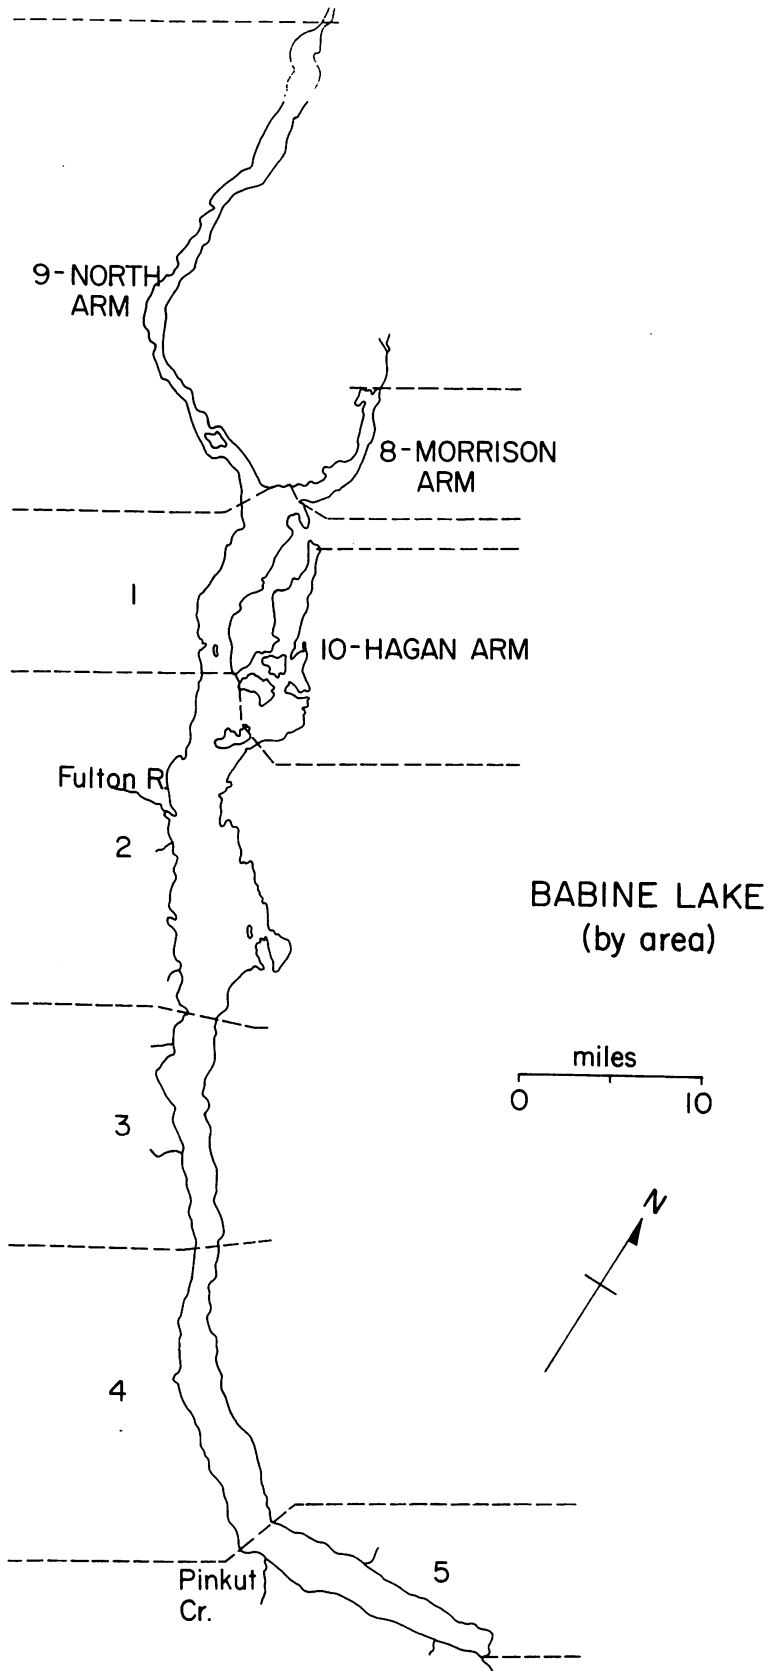 9-NORTH
ARM
8-MORRISON
ARM
1
10-HAGAN ARM
Fulton R.
2
BABINE LAKE
(by area)
miles
0 10
3
N
4
5
Pinkut
Cr.